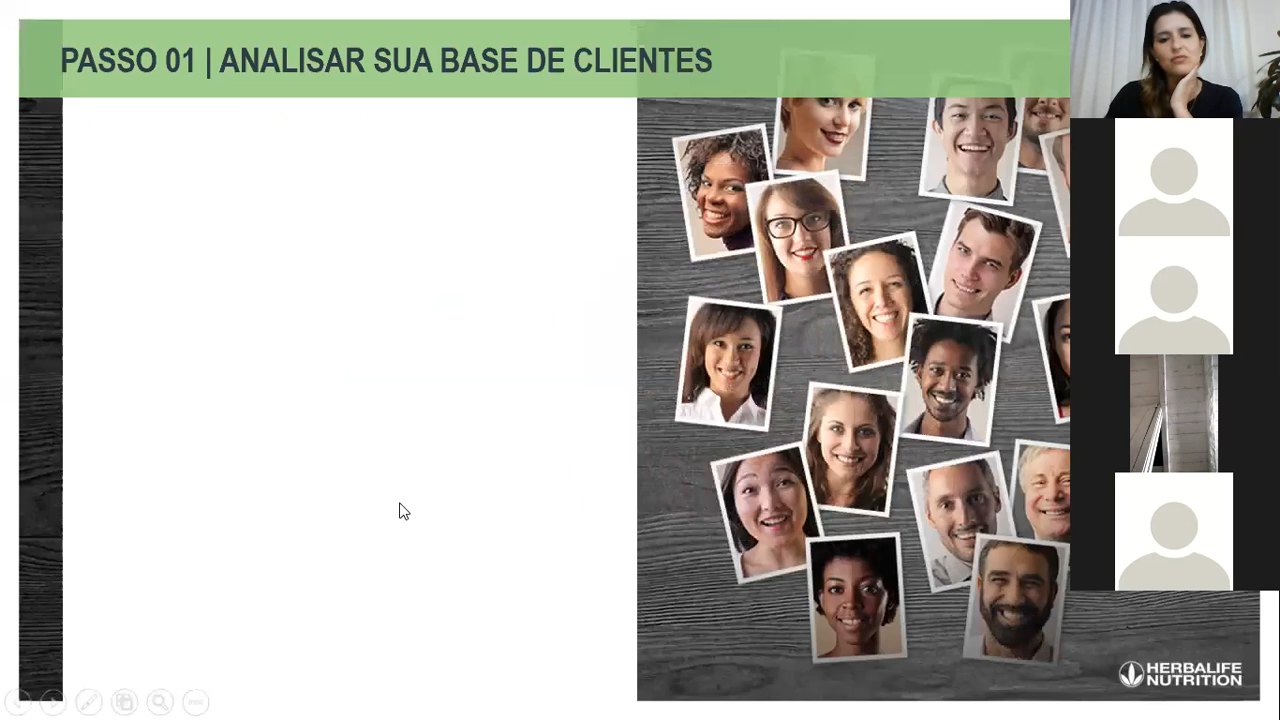 PASSO 01 | ANALISAR SUA BASE DE CLIENTES
HERBALIFE
NUTRITION